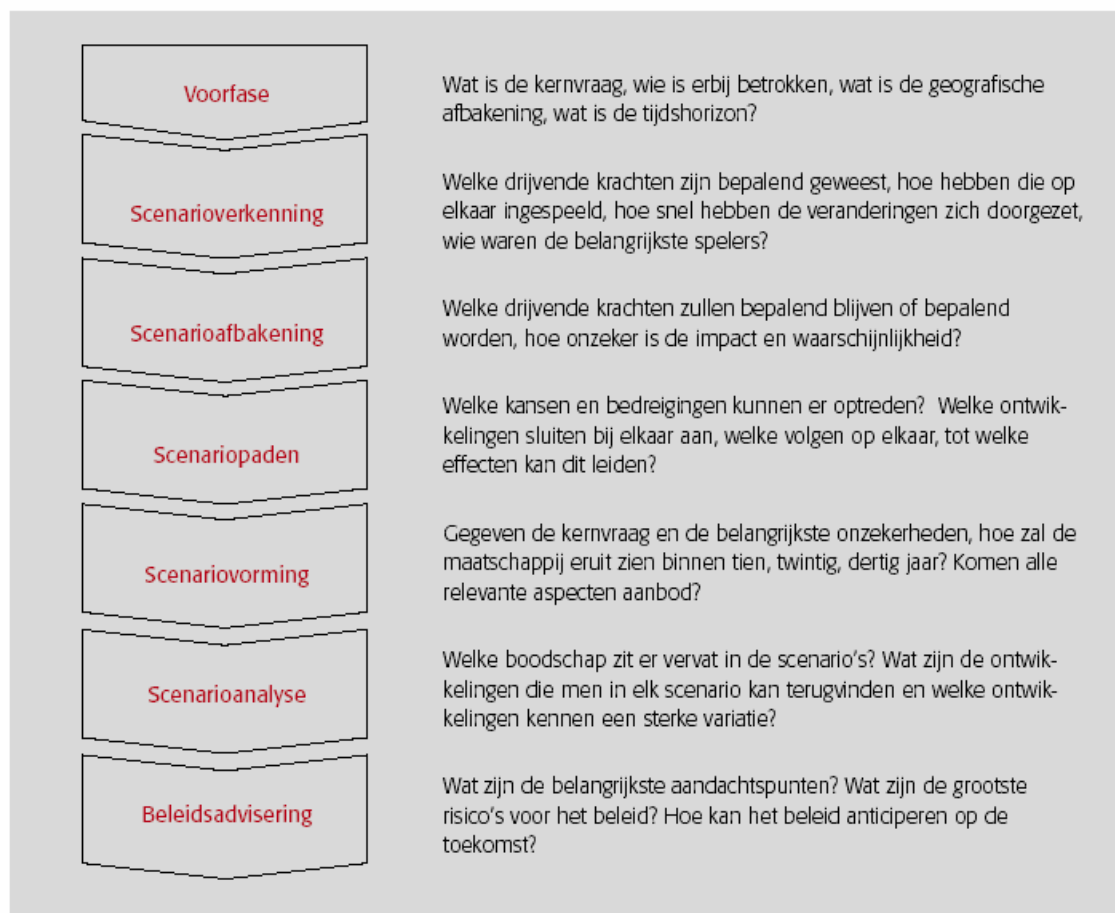 Voorfase
Wat is de kernvraag, wie is erbij betrokken, wat is de geografische
afbakening, wat is de tijdshorizon?
Scenarioverkenning
Welke drijvende krachten zijn bepalend geweest, hoe hebben die op
elkaar ingespeeld, hoe snel hebben de veranderingen zich doorgezet,
wie waren de belangrijkste spelers?
Scenarioafbakening
Welke drijvende krachten zullen bepalend blijven of bepalend
worden, hoe onzeker is de impact en waarschijnlijkheid?
Scenariopaden
Welke kansen en bedreigingen kunnen er optreden? Welke ontwik-
kelingen sluiten bij elkaar aan, welke volgen op elkaar, tot welke
effecten kan dit leiden?
Scenariovorming
Gegeven de kernvraag en de belangrijkste onzekerheden, hoe zal de
maatschappij eruit zien binnen tien, twintig, dertig jaar? Komen alle
relevante aspecten aanbod?
Scenarioanalyse
Welke boodschap zit er vervat in de scenario's? Wat zijn de ontwik-
kelingen die men in elk scenario kan terugvinden en welke ontwik-
kelingen kennen een sterke variatie?
Beleidsadvisering
Wat zijn de belangrijkste aandachtspunten? Wat zijn de grootste
risico's voor het beleid? Hoe kan het beleid anticiperen op de
toekomst?